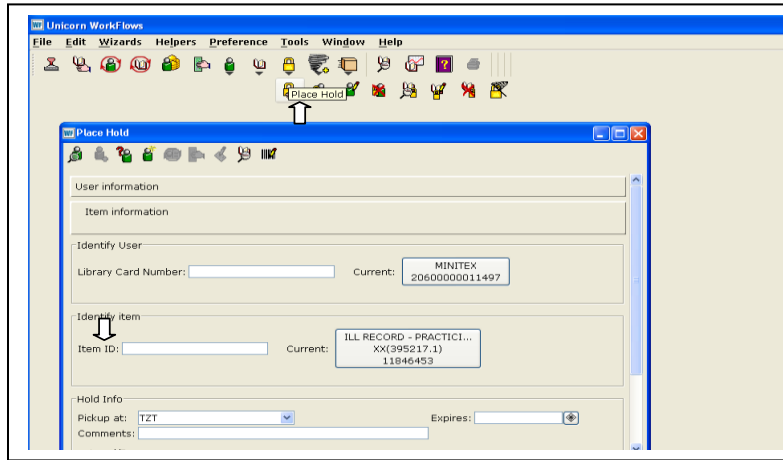 WF Unicorn WorkFlows
File Edit Wizards Helpers Preference Tools Window Help
Place Hold
WF Place Hold
User information
Item information
Identify User
Library Card Number: Current: MINITEX
20600000011497
Identify item
Item ID: Current: ILL RECORD - PRACTICI...
XX(395217.1)
11846453
Hold Info
Pickup at: TZT Expires:
Comments: